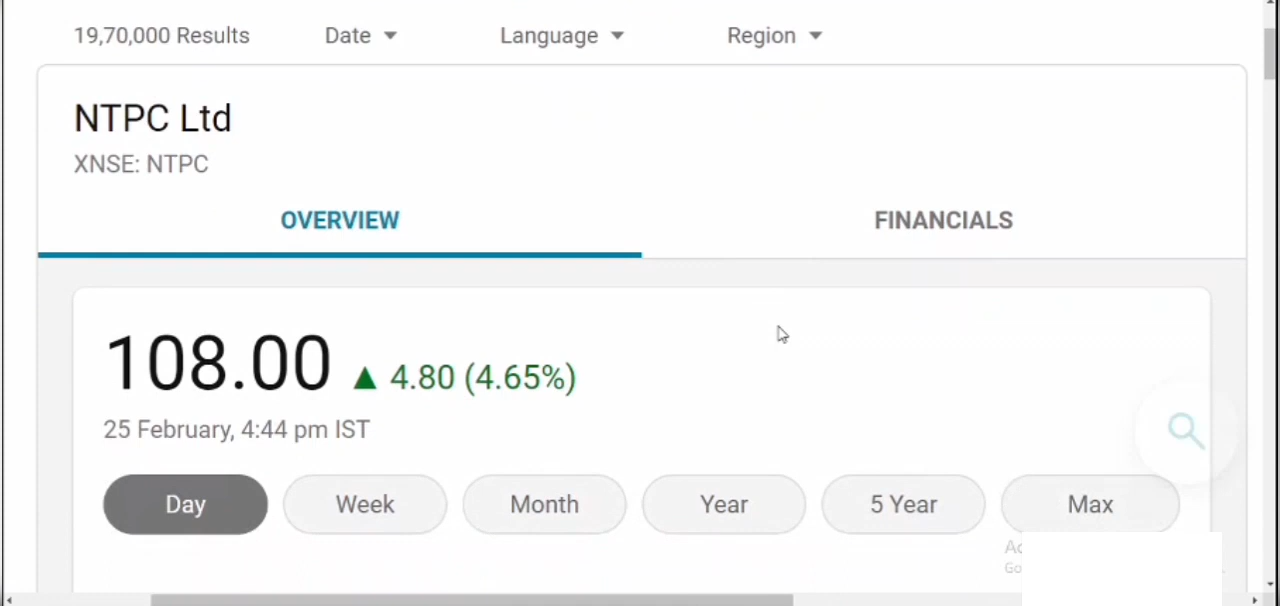 19,70,000 Results Date Language Region
NTPC Ltd
XNSE: NTPC
OVERVIEW FINANCIALS
108.00 ▲ 4.80 (4.65%)
25 February, 4:44 pm IST
Day Week Month Year 5 Year Max